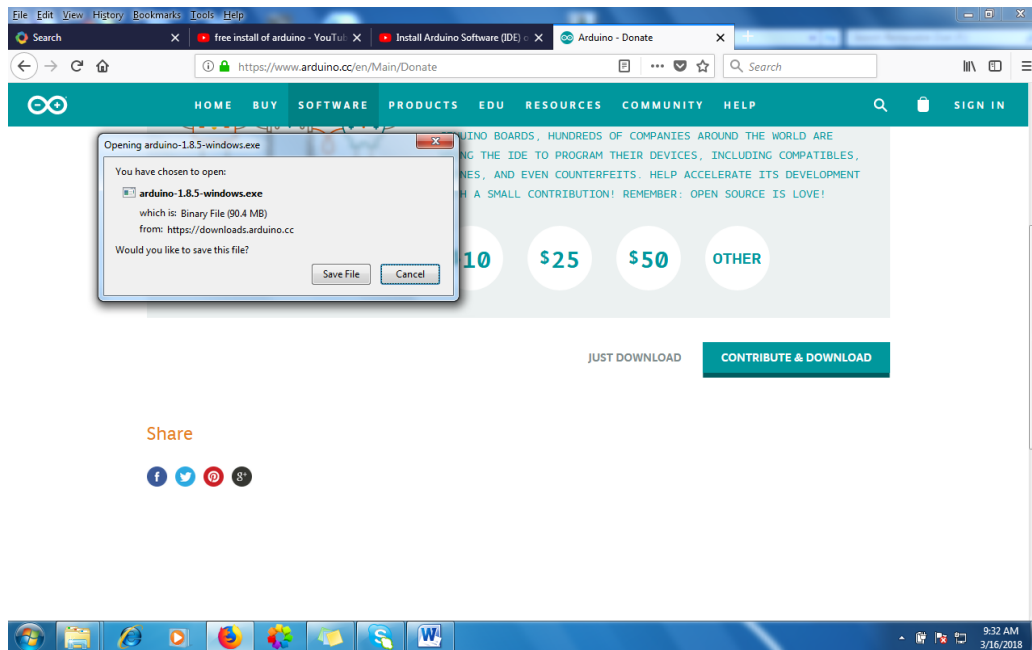 File Edit View History Bookmarks Tools Help
Search
free install of arduino - YouTub
Install Arduino Software (IDE) o
Arduino - Donate
https://www.arduino.cc/en/Main/Donate
Search
HOME BUY SOFTWARE PRODUCTS EDU RESOURCES COMMUNITY HELP SIGN IN
UINO BOARDS, HUNDREDS OF COMPANIES AROUND THE WORLD ARE
NG THE IDE TO PROGRAM THEIR DEVICES, INCLUDING COMPATIBLES,
NES, AND EVEN COUNTERFEITS. HELP ACCELERATE ITS DEVELOPMENT
H A SMALL CONTRIBUTION! REMEMBER: OPEN SOURCE IS LOVE!
Opening arduino-1.8.5-windows.exe
You have chosen to open:
arduino-1.8.5-windows.exe
which is: Binary File (90.4 MB)
from: https://downloads.arduino.cc
Would you like to save this file?
Save File Cancel
10 $25 $50 OTHER
JUST DOWNLOAD CONTRIBUTE & DOWNLOAD
Share
9:32 AM
3/16/2018